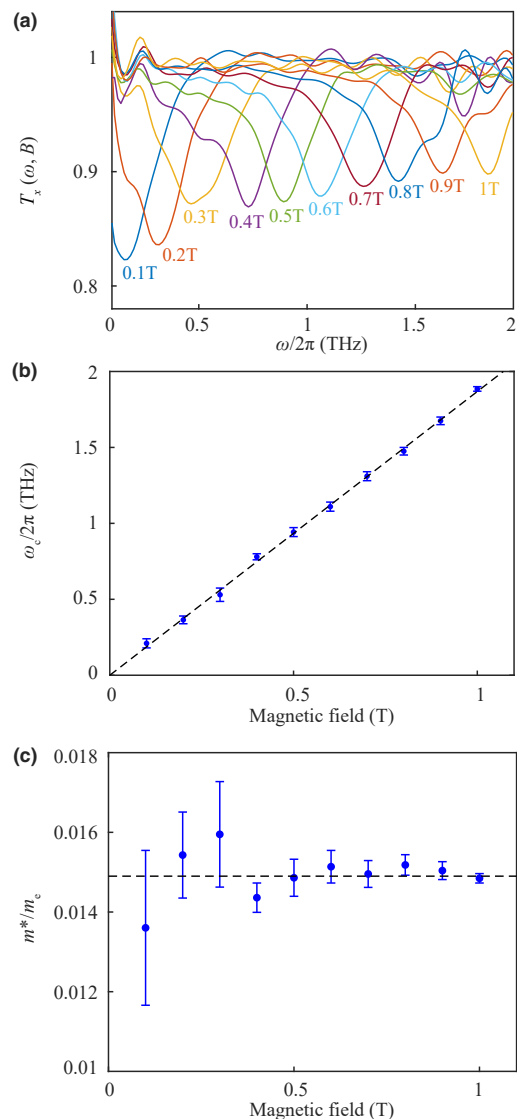 (a)
1
0.9
0.8
T_x (ω, B)
0.1T
0.2T
0.3T
0.4T
0.5T
0.6T
0.7T
0.8T
0.9T
1T
0 0.5 1 1.5 2
ω/2π (THz)
(b)
2
1.5
1
0.5
0
ω_c/2π (THz)
0 0.5 1
Magnetic field (T)
(c)
0.018
0.016
0.014
0.012
0.01
m*/m_e
0 0.5 1
Magnetic field (T)